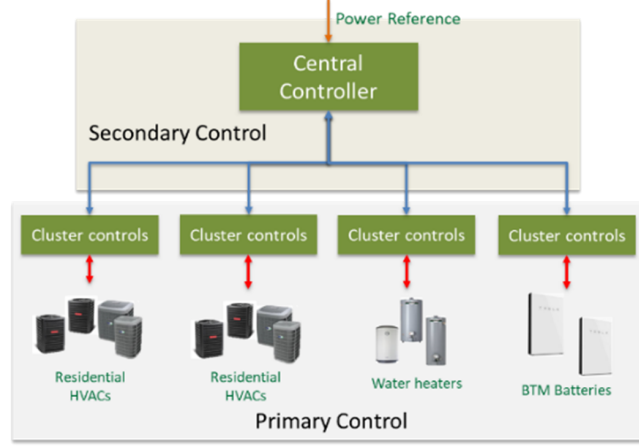 Power Reference
Central
Controller
Secondary Control
Cluster controls
Cluster controls
Cluster controls
Cluster controls
Residential
HVACs
Residential
HVACs
Water heaters
BTM Batteries
Primary Control